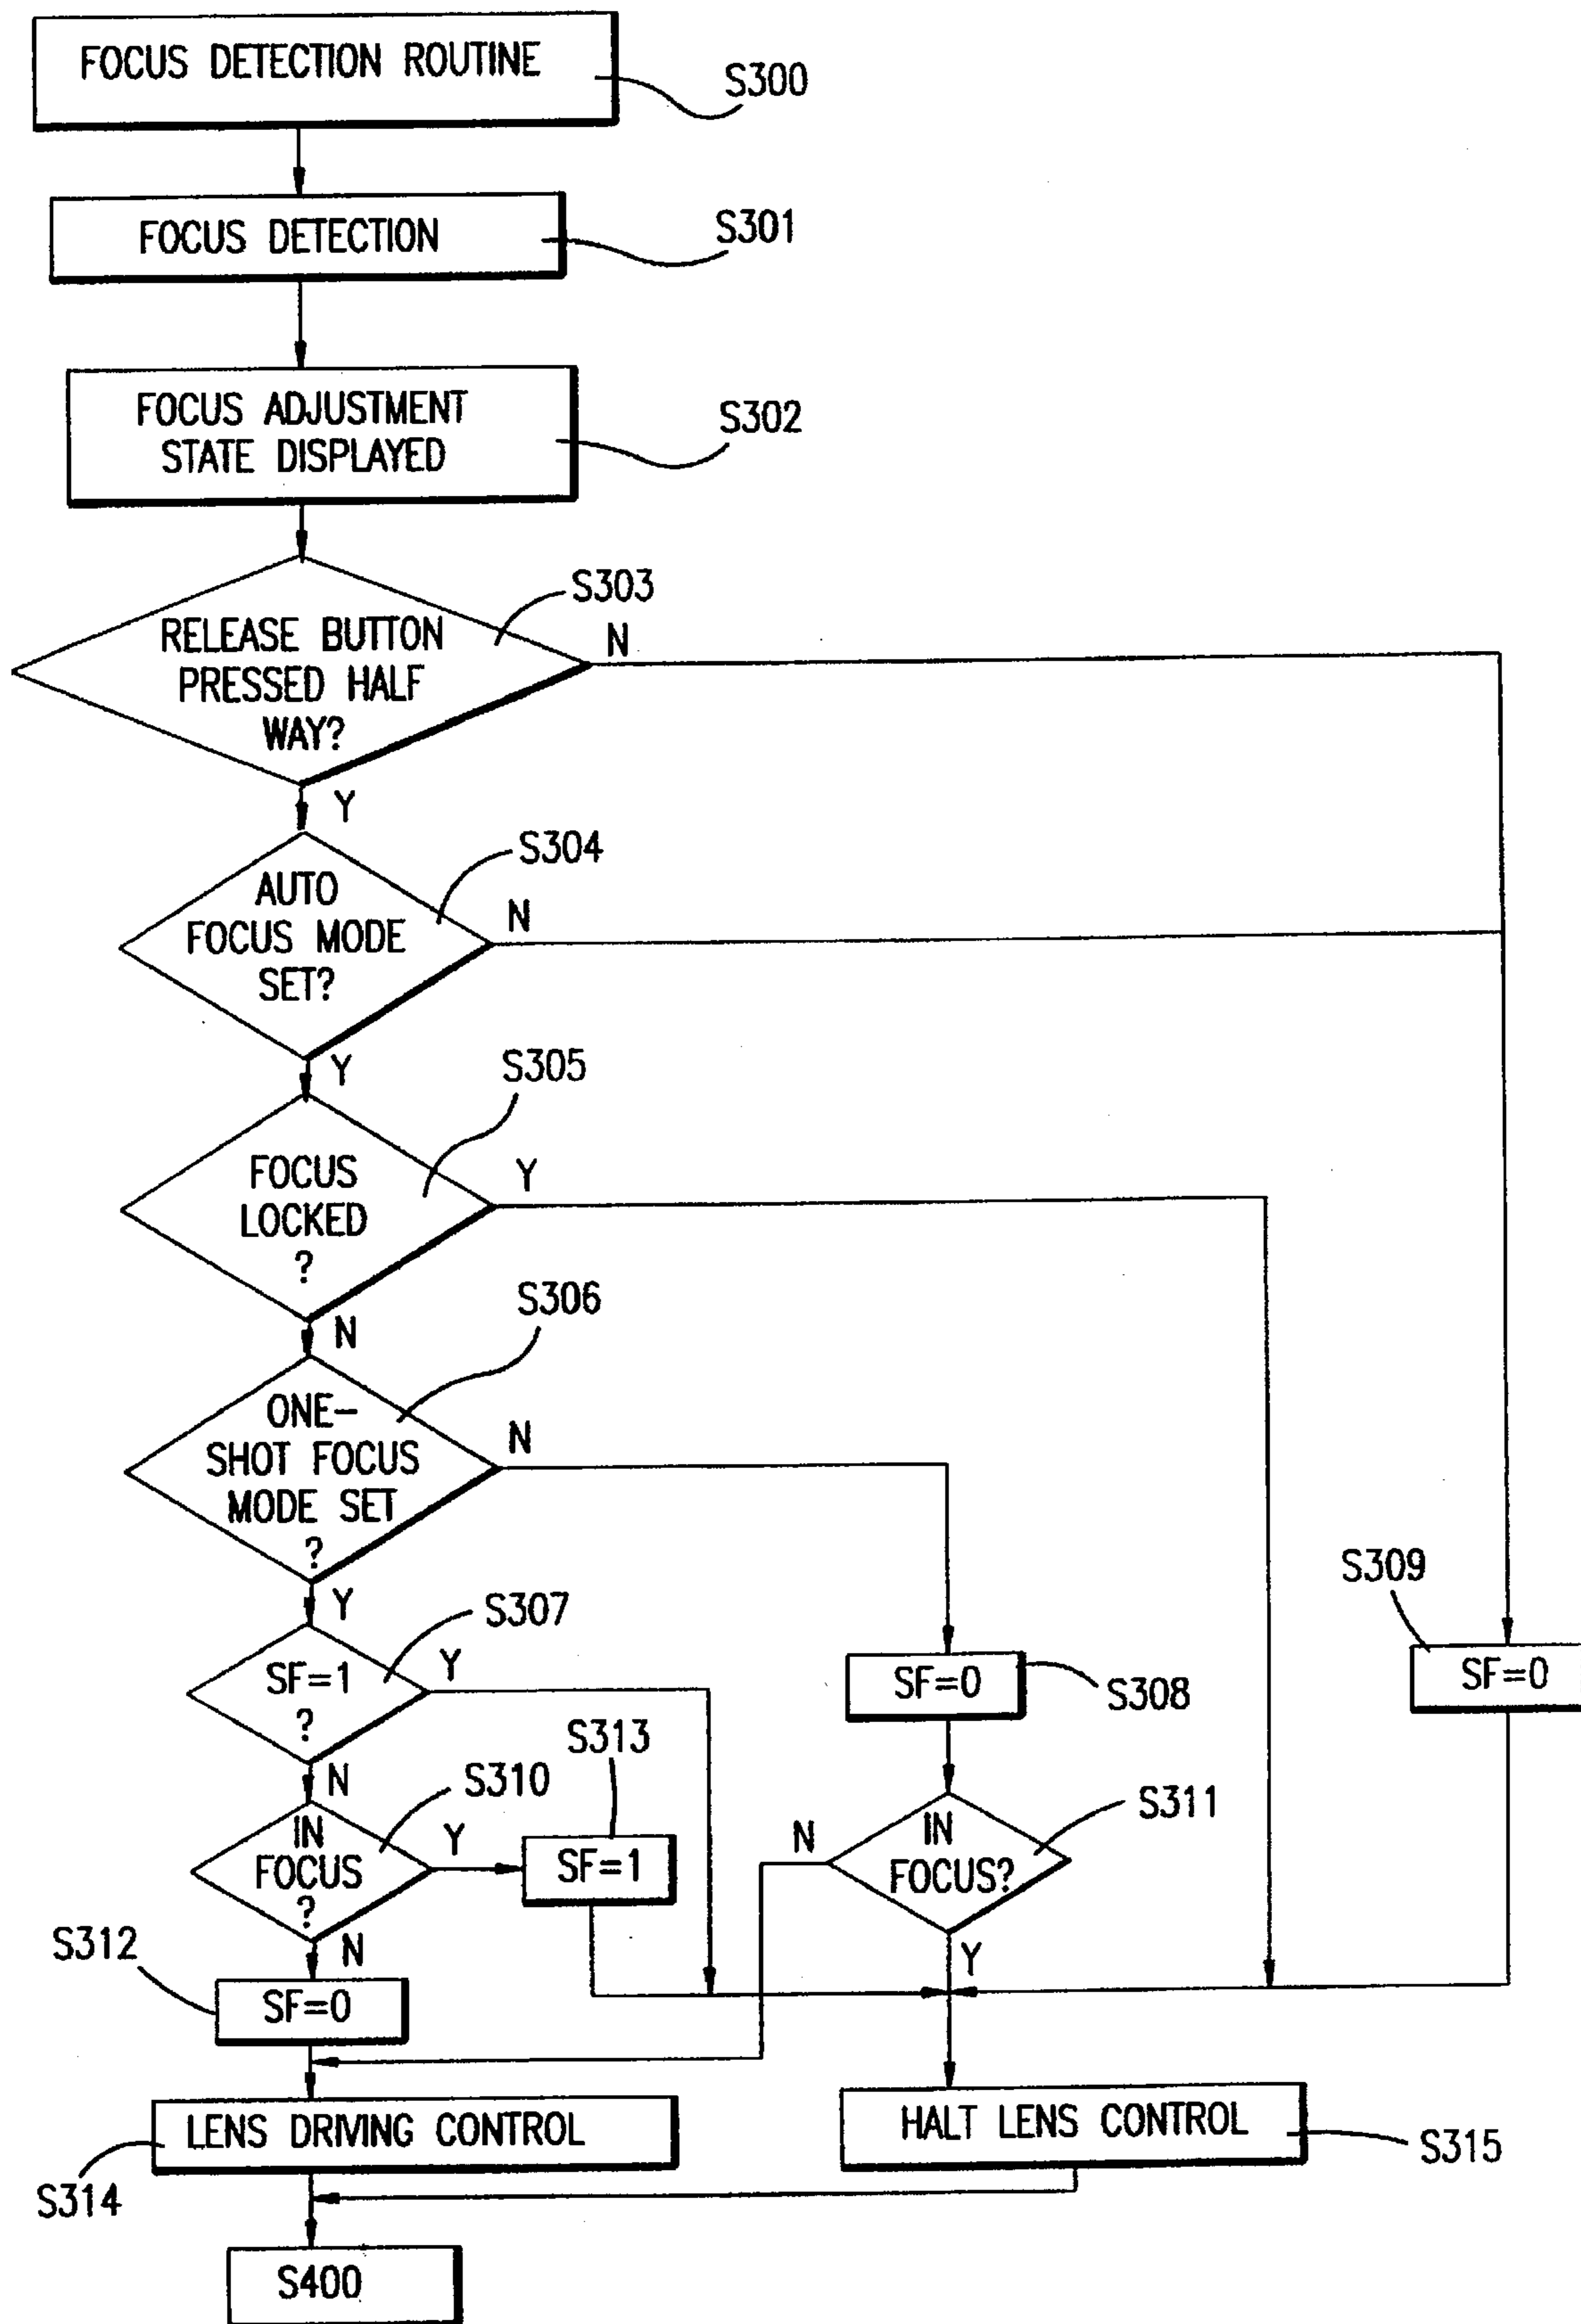 FOCUS DETECTION ROUTINE
S300
FOCUS DETECTION
S301
FOCUS ADJUSTMENT
STATE DISPLAYED
S302
S303
RELEASE BUTTON
PRESSED HALF
WAY?
N
Y
S304
AUTO
FOCUS MODE
SET?
N
Y
S305
FOCUS
LOCKED
?
Y
N
S306
ONE-
SHOT FOCUS
MODE SET
?
N
Y
S307
SF=1
?
Y
N
S308
SF=0
S309
SF=0
S310
IN
FOCUS
?
Y
N
S313
SF=1
S311
IN
FOCUS?
N
Y
S312
SF=0
LENS DRIVING CONTROL
S314
HALT LENS CONTROL
S315
S400